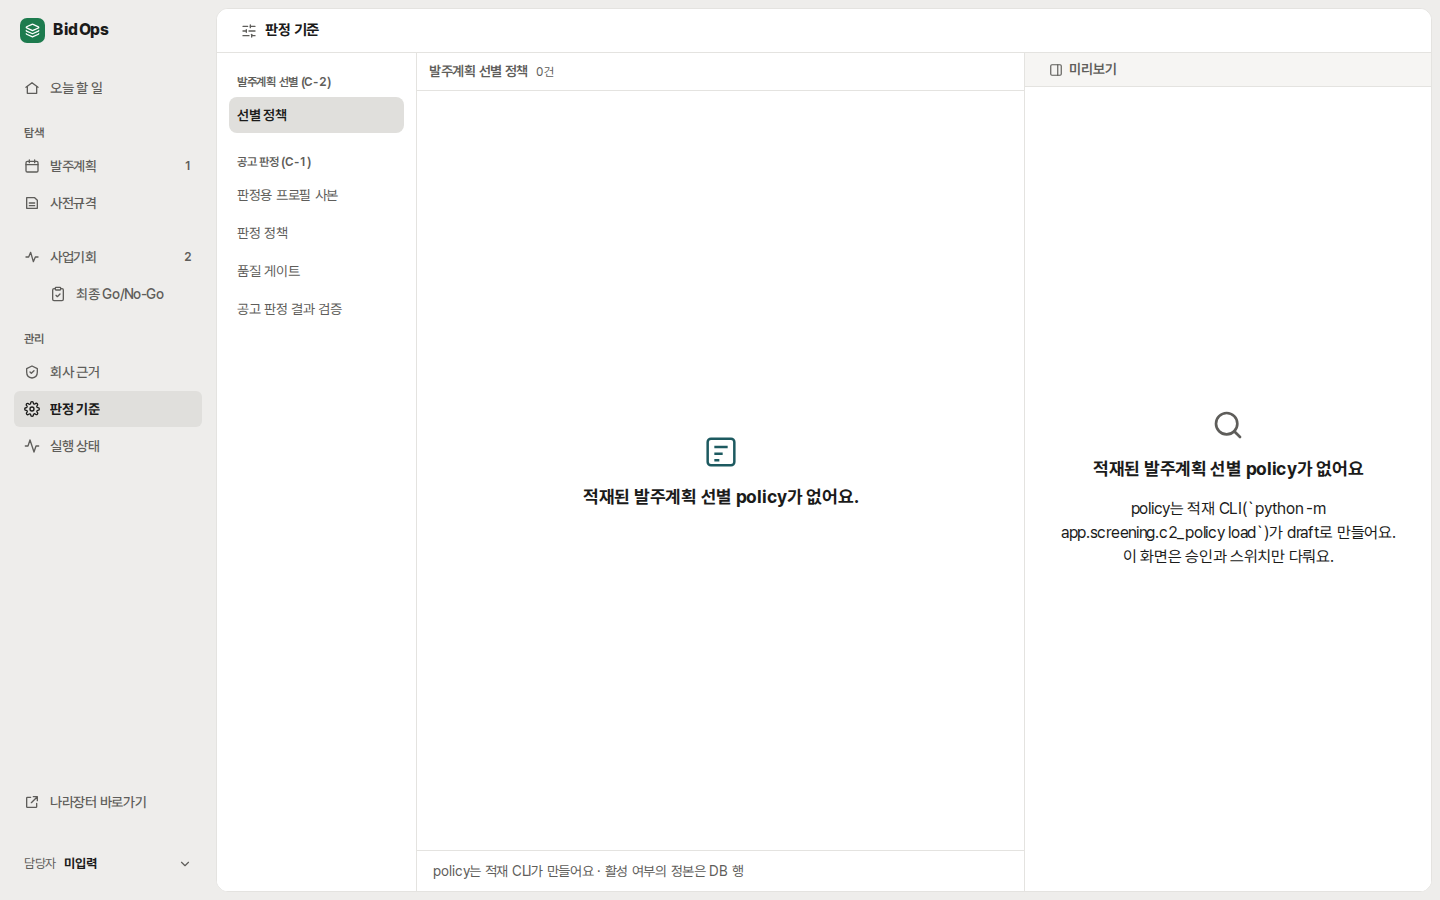 BidOps
오늘 할 일
탐색
발주계획 1
사전규격
사업기회 2
최종 Go/No-Go
관리
회사 근거
판정 기준
실행 상태
나라장터 바로가기
담당자 미입력
판정 기준
발주계획 선별 (C-2)
선별 정책
공고 판정 (C-1)
판정용 프로필 사본
판정 정책
품질 게이트
공고 판정 결과 검증
발주계획 선별 정책 0건
적재된 발주계획 선별 policy가 없어요.
policy는 적재 CLI가 만들어요 · 활성 여부의 정본은 DB 행
미리보기
적재된 발주계획 선별 policy가 없어요
policy는 적재 CLI(`python -m
app.screening.c2_policy load`)가 draft로 만들어요.
이 화면은 승인과 스위치만 다뤄요.